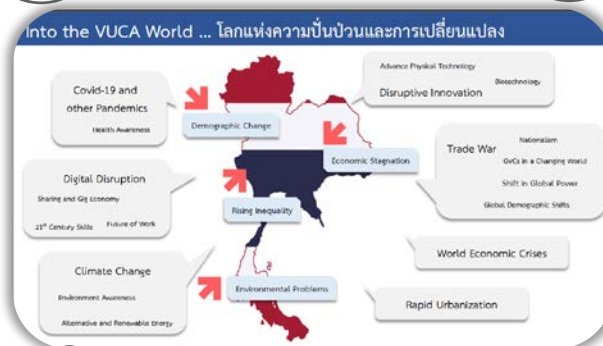 Into the VUCA World ... โลกแห่งความปั่นป่วนและการเปลี่ยนแปลง
Covid-19 and
other Pandemics
Health Awareness
Demographic Change
Advance Physical Technology
Biotechnology
Disruptive Innovation
Economic Stagnation
Trade War
Nationalism
GVCs in a Changing World
Shift in Global Power
Global Demographic Shifts
Digital Disruption
Sharing and Gig Economy
21st Century Skills
Future of Work
Rising Inequality
World Economic Crises
Climate Change
Environment Awareness
Alternative and Renewable Energy
Environmental Problems
Rapid Urbanization